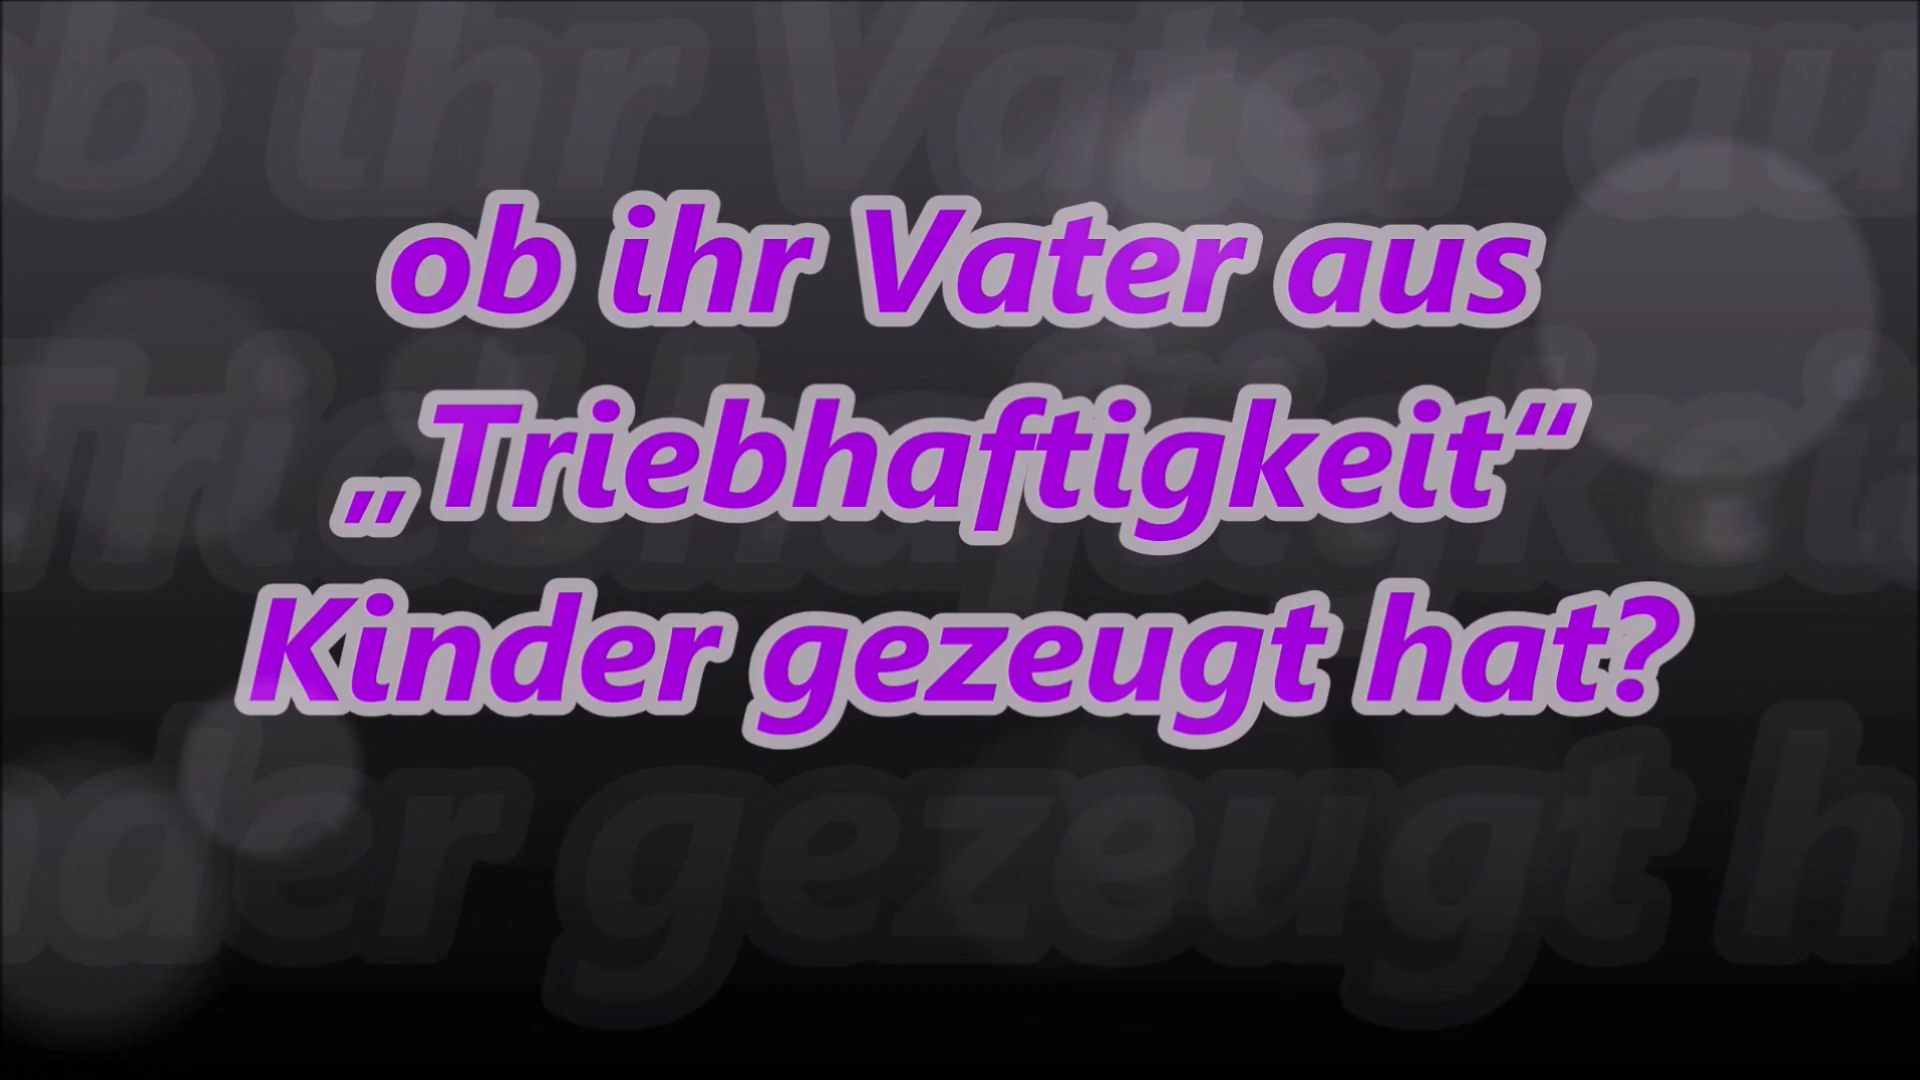 ob ihr Vater aus
„Triebhaftigkeit“
Kinder gezeugt hat?